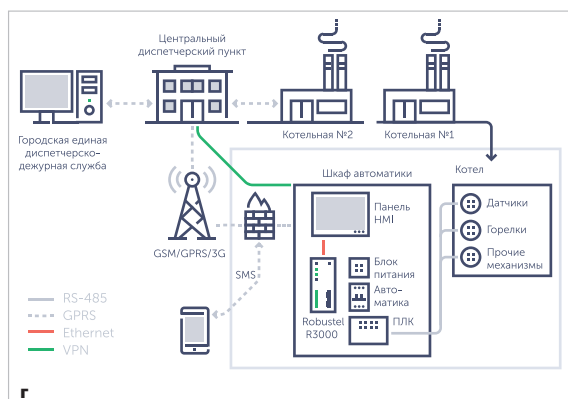 Центральный
диспетчерский пункт
Городская единая
диспетчерско-
дежурная служба
Котельная №2
Котельная №1
Шкаф автоматики
Котел
Панель
HMI
Датчики
Горелки
Прочие
механизмы
GSM/GPRS/3G
SMS
Блок
питания
Авто-
матика
Robustel
R3000
ПЛК
RS-485
GPRS
Ethernet
VPN
г